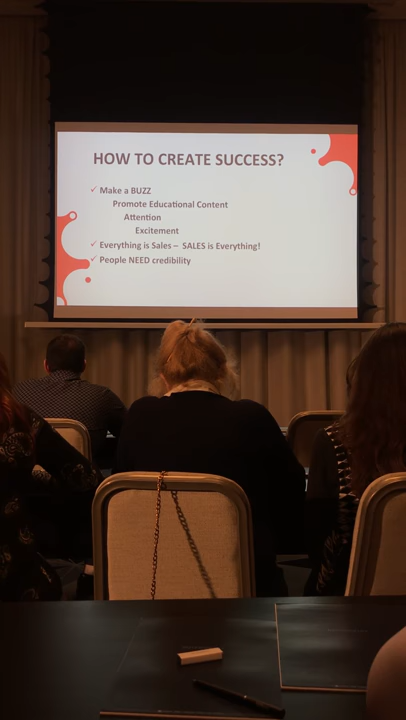 HOW TO CREATE SUCCESS?
✓ Make a BUZZ
Promote Educational Content
Attention
Excitement
✓ Everything is Sales – SALES is Everything!
✓ People NEED credibility